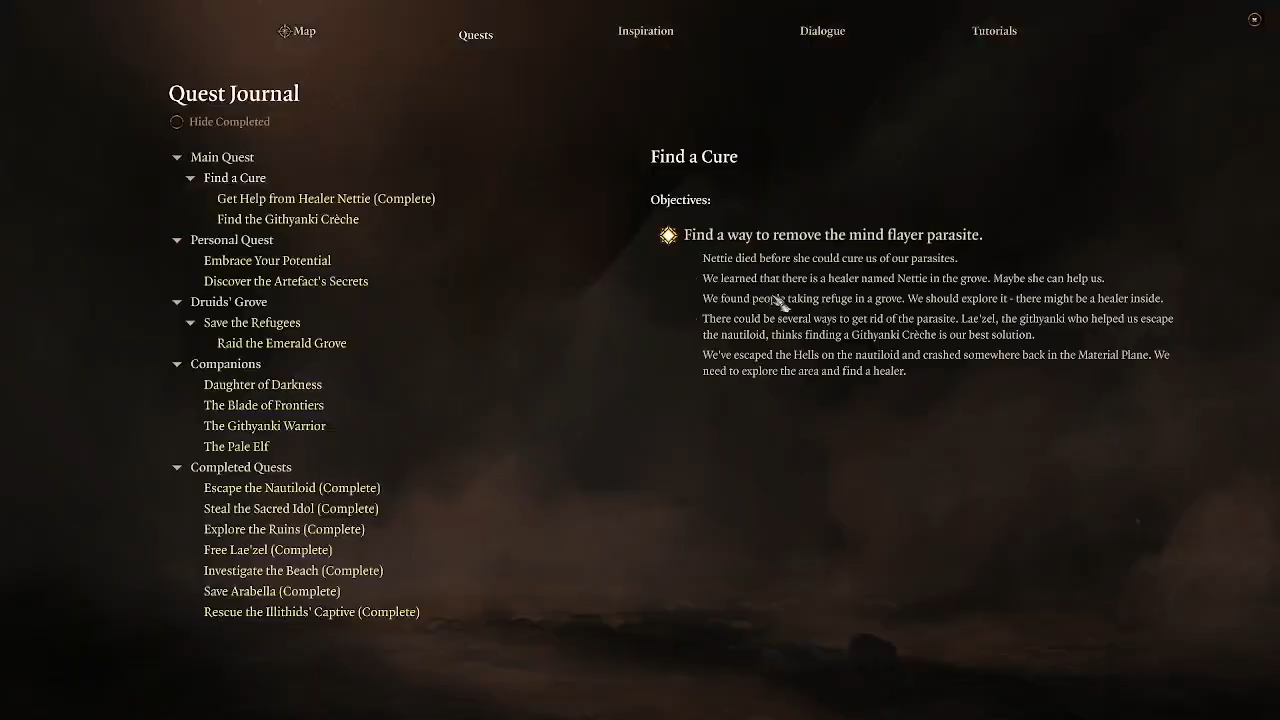 Map
Quests
Inspiration
Dialogue
Tutorials
Quest Journal
Hide Completed
Main Quest
Find a Cure
Get Help from Healer Nettie (Complete)
Find the Githyanki Crèche
Personal Quest
Embrace Your Potential
Discover the Artefact's Secrets
Druids' Grove
Save the Refugees
Raid the Emerald Grove
Companions
Daughter of Darkness
The Blade of Frontiers
The Githyanki Warrior
The Pale Elf
Completed Quests
Escape the Nautiloid (Complete)
Steal the Sacred Idol (Complete)
Explore the Ruins (Complete)
Free Lae'zel (Complete)
Investigate the Beach (Complete)
Save Arabella (Complete)
Rescue the Illithids' Captive (Complete)
Find a Cure
Objectives:
Find a way to remove the mind flayer parasite.
Nettie died before she could cure us of our parasites.
We learned that there is a healer named Nettie in the grove. Maybe she can help us.
We found people taking refuge in a grove. We should explore it - there might be a healer inside.
There could be several ways to get rid of the parasite. Lae'zel, the githyanki who helped us escape
the nautiloid, thinks finding a Githyanki Crèche is our best solution.
We've escaped the Hells on the nautiloid and crashed somewhere back in the Material Plane. We
need to explore the area and find a healer.